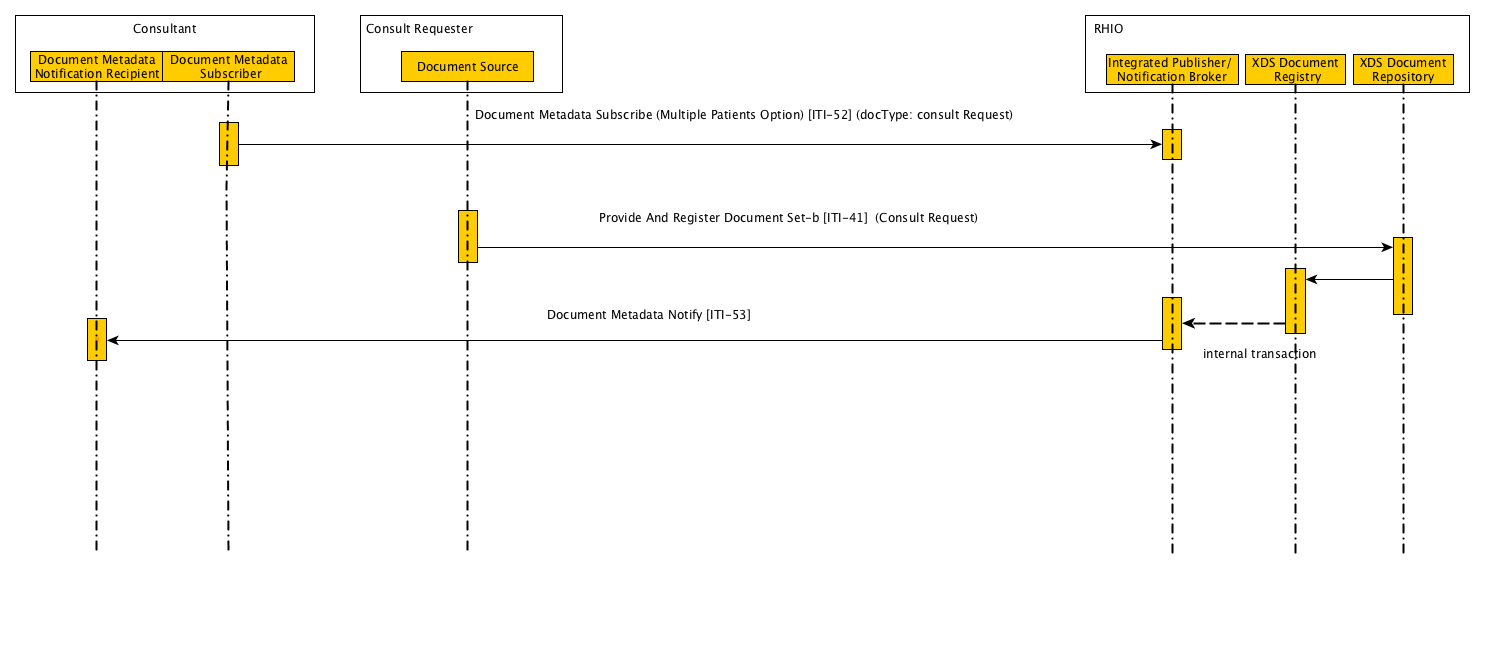 Consultant
Consult Requester
RHIO
Document Metadata
Notification Recipient
Document Metadata
Subscriber
Document Source
Integrated Publisher/
Notification Broker
XDS Document
Registry
XDS Document
Repository
Document Metadata Subscribe (Multiple Patients Option) [ITI-52] (docType: consult Request)
Provide And Register Document Set-b [ITI-41]  (Consult Request)
Document Metadata Notify [ITI-53]
internal transaction